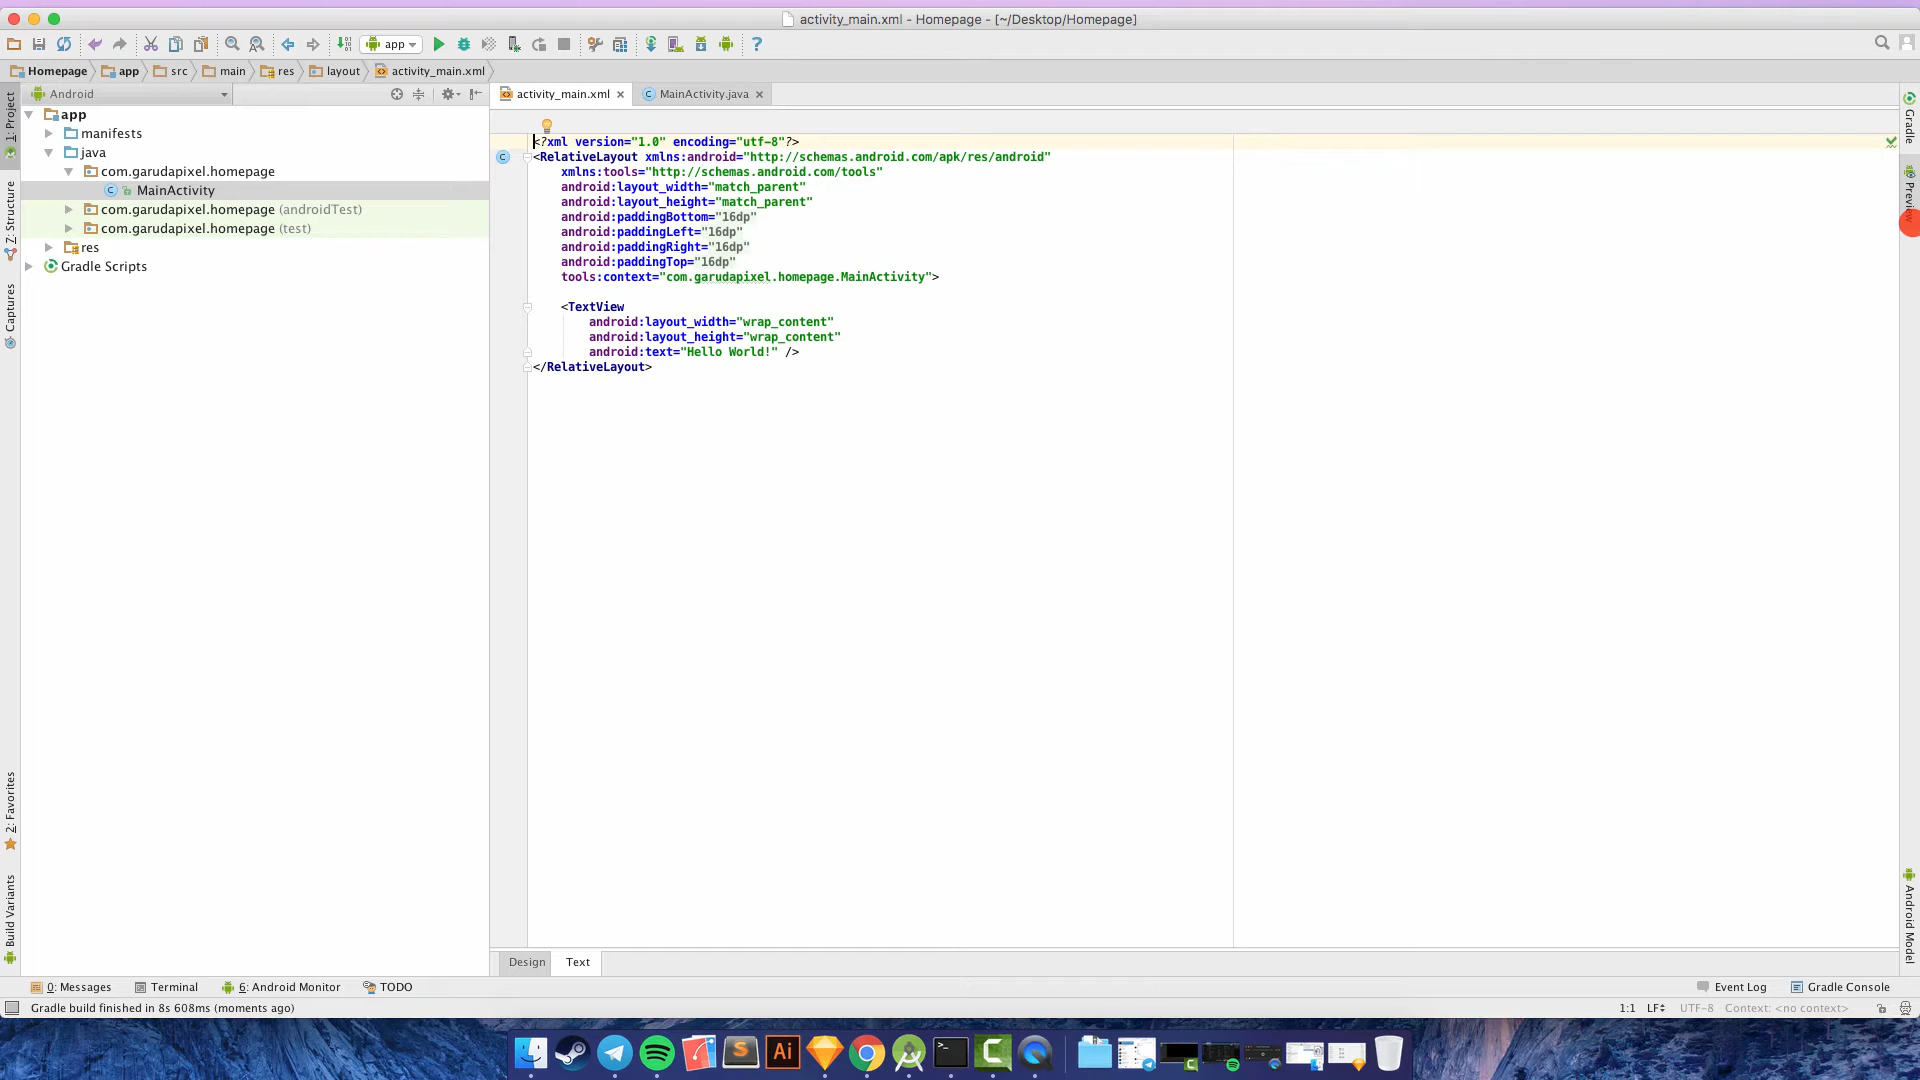 activity_main.xml - Homepage - [~/Desktop/Homepage]
app
Homepage app src main res layout activity_main.xml
Android
activity_main.xml MainActivity.java
app
manifests
java
com.garudapixel.homepage
MainActivity
com.garudapixel.homepage (androidTest)
com.garudapixel.homepage (test)
res
Gradle Scripts
1: Project
7: Structure
Captures
2: Favorites
Build Variants
<?xml version="1.0" encoding="utf-8"?>
<RelativeLayout xmlns:android="http://schemas.android.com/apk/res/android"
xmlns:tools="http://schemas.android.com/tools"
android:layout_width="match_parent"
android:layout_height="match_parent"
android:paddingBottom="16dp"
android:paddingLeft="16dp"
android:paddingRight="16dp"
android:paddingTop="16dp"
tools:context="com.garudapixel.homepage.MainActivity">
<TextView
android:layout_width="wrap_content"
android:layout_height="wrap_content"
android:text="Hello World!" />
</RelativeLayout>
Gradle
Preview
Android Model
Design Text
0: Messages Terminal 6: Android Monitor TODO Event Log Gradle Console
Gradle build finished in 8s 608ms (moments ago) 1:1 LF UTF-8 Context: <no context>
S Ai C